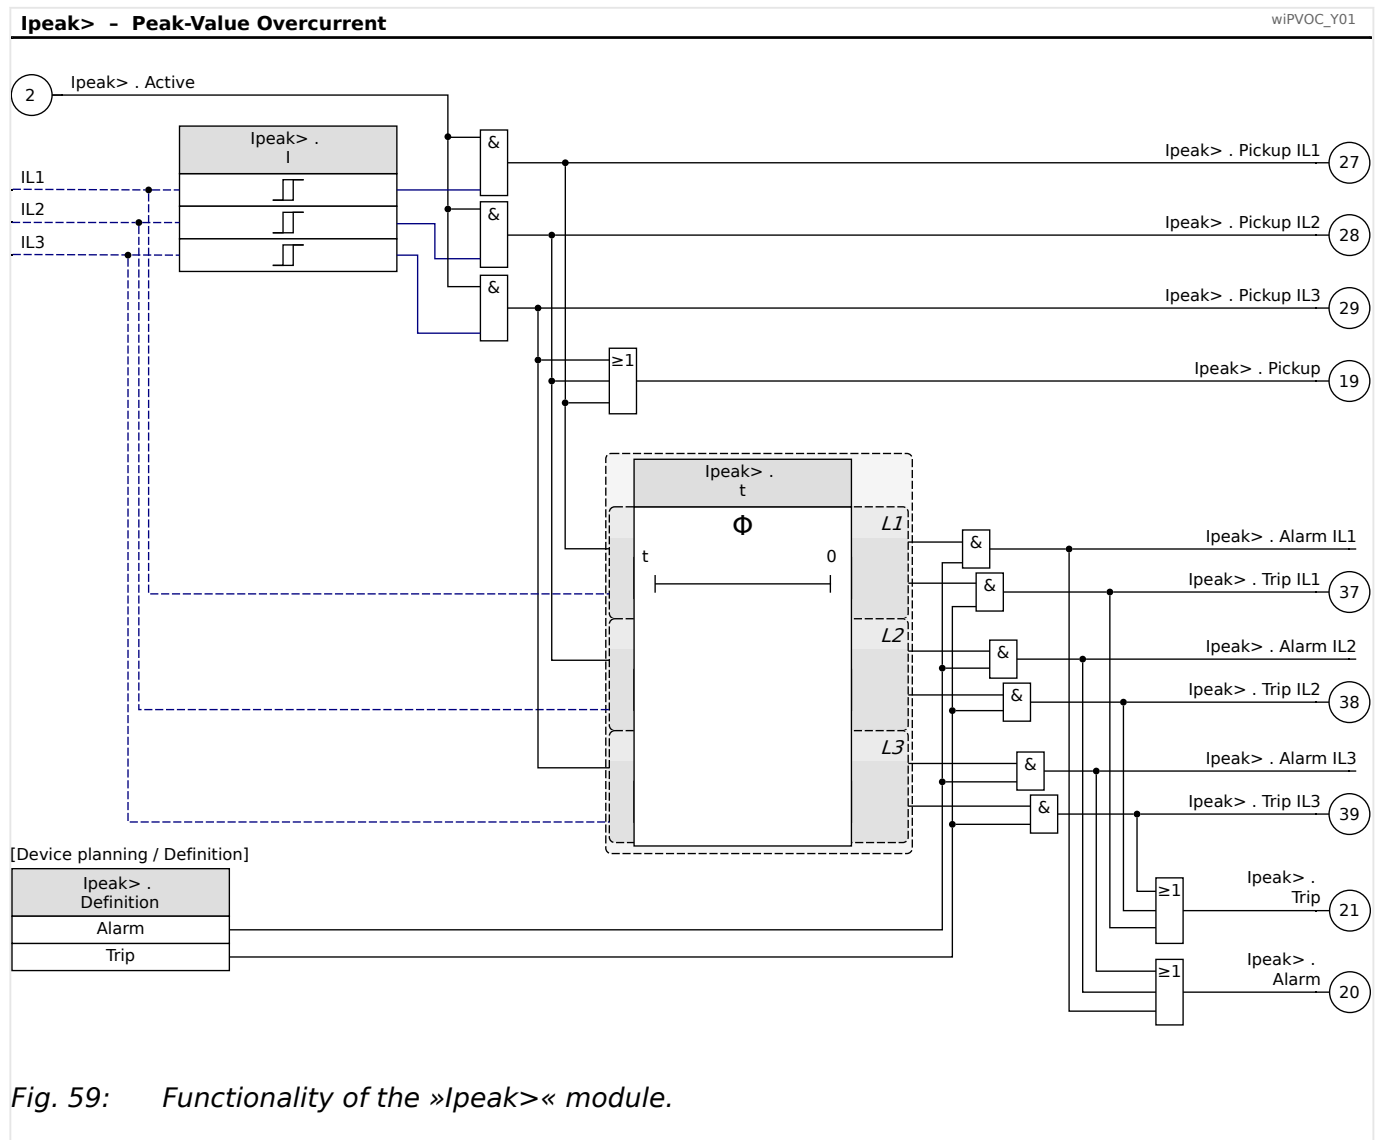 Ipeak> – Peak-Value Overcurrent
wiPVOC_Y01
2
Ipeak> . Active
Ipeak> .
I
IL1
IL2
IL3
&
&
&
Ipeak> . Pickup IL1
27
Ipeak> . Pickup IL2
28
Ipeak> . Pickup IL3
29
≥1
Ipeak> . Pickup
19
Ipeak> .
t
Φ
t 0
L1
L2
L3
&
Ipeak> . Alarm IL1
&
Ipeak> . Trip IL1
37
&
Ipeak> . Alarm IL2
&
Ipeak> . Trip IL2
38
&
Ipeak> . Alarm IL3
&
Ipeak> . Trip IL3
39
[Device planning / Definition]
Ipeak> .
Definition
Alarm
Trip
≥1
Ipeak> .
Trip
21
≥1
Ipeak> .
Alarm
20
Fig. 59: Functionality of the »Ipeak>« module.